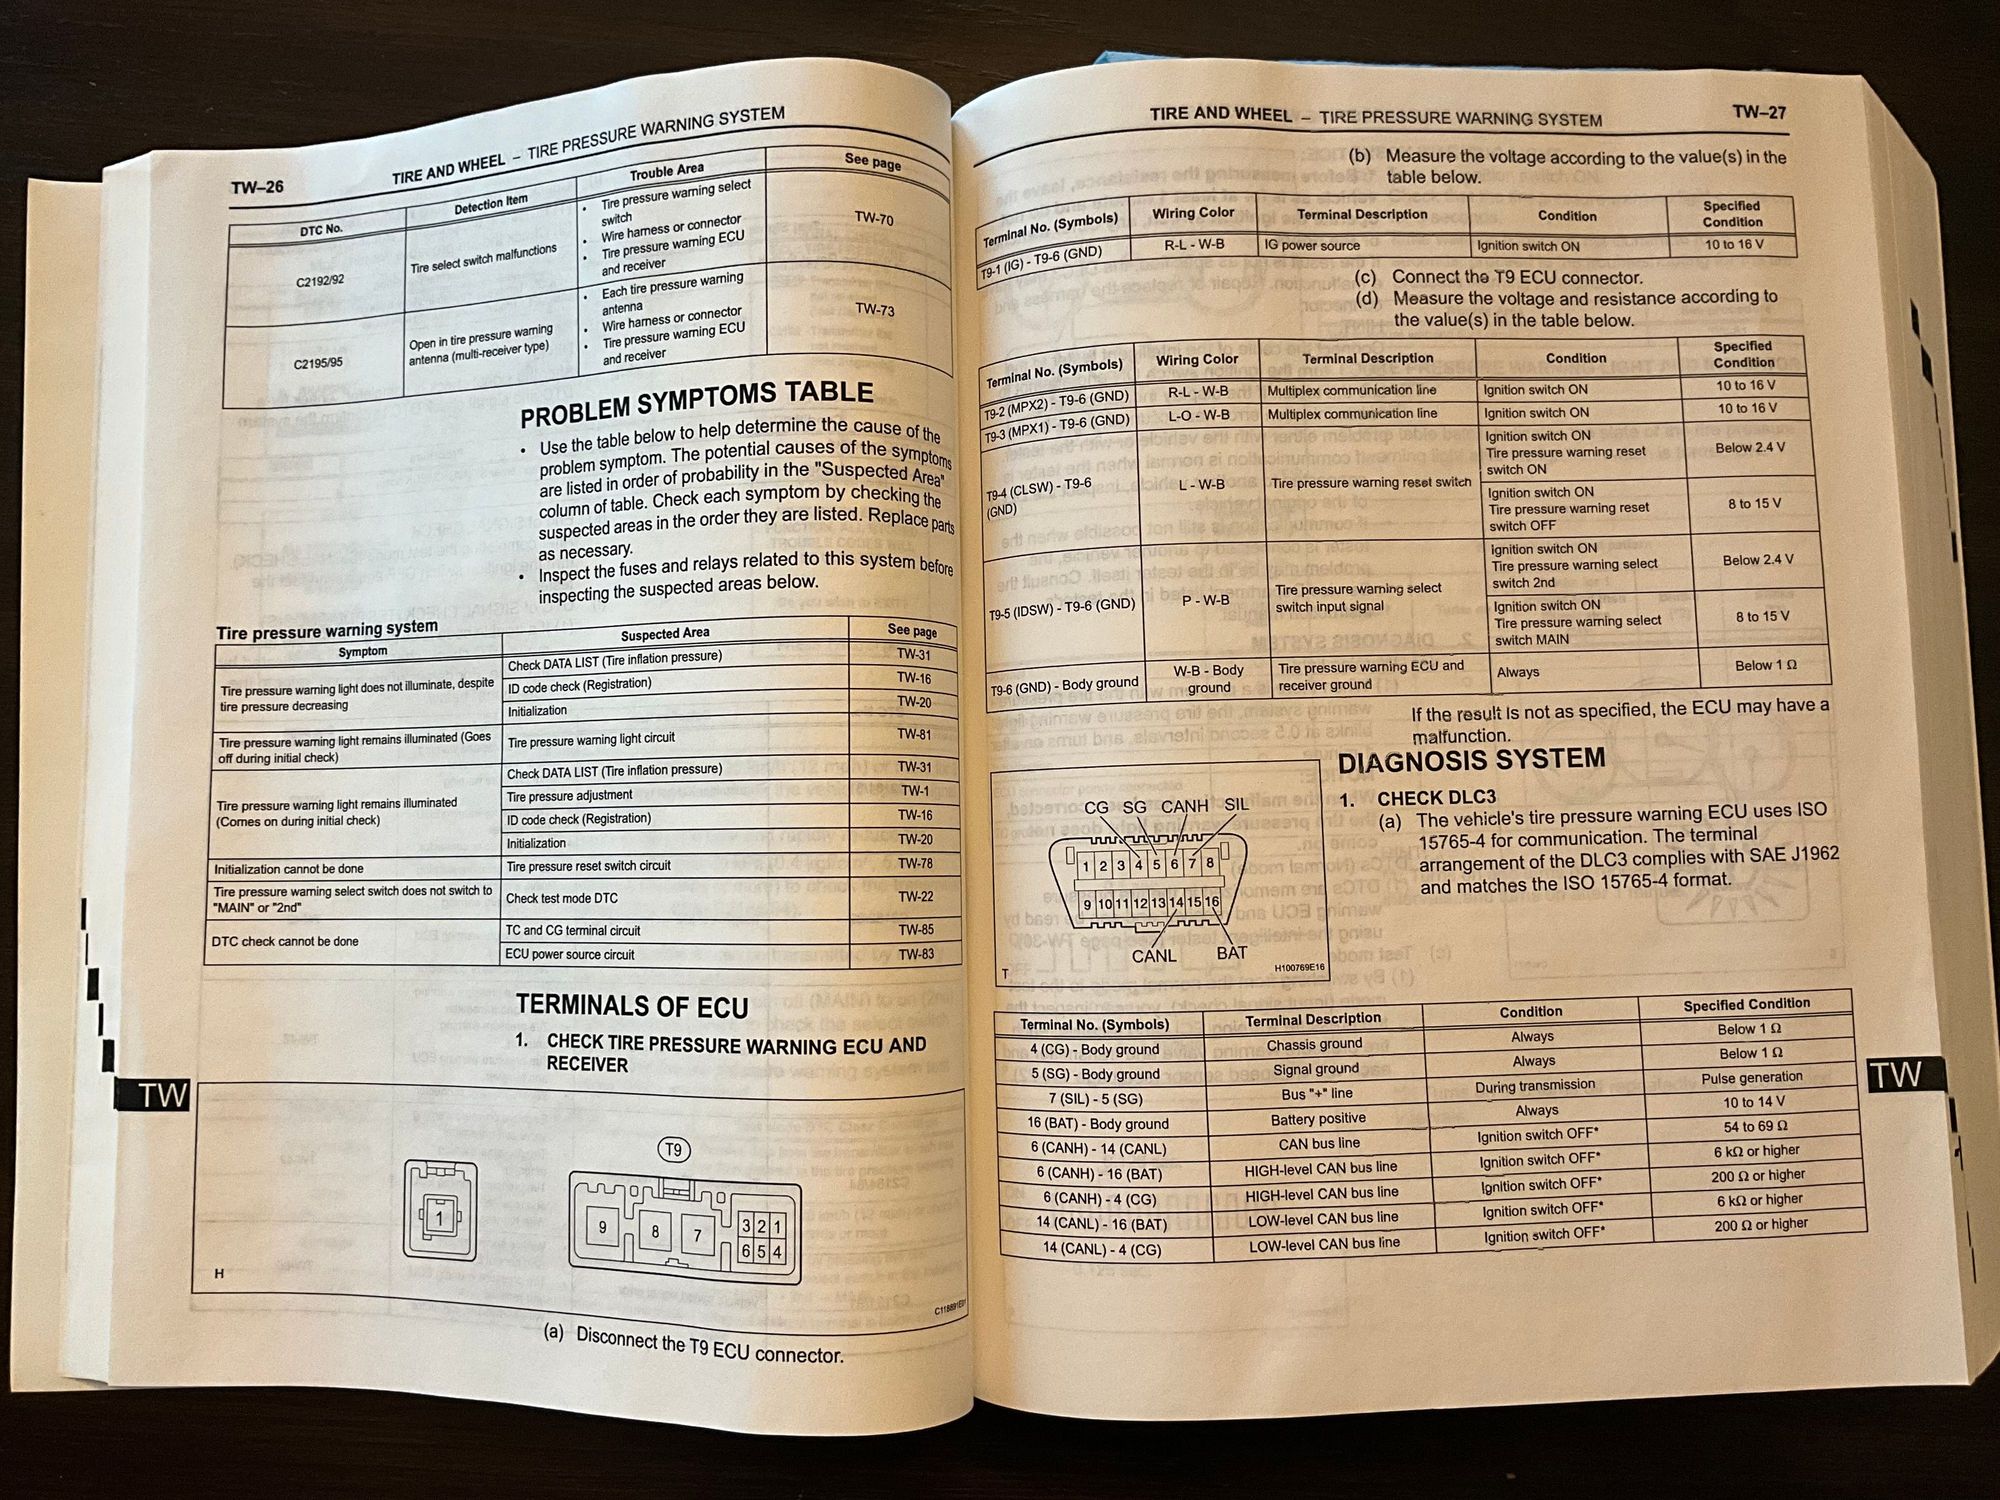 TW–26
TIRE AND WHEEL – TIRE PRESSURE WARNING SYSTEM
DTC No. Detection Item Trouble Area See page
C2192/92 Tire select switch malfunctions
• Tire pressure warning select
switch
• Wire harness or connector
• Tire pressure warning ECU
and receiver
TW-70
C2195/95
Open in tire pressure warning
antenna (multi-receiver type)
• Each tire pressure warning
antenna
• Wire harness or connector
• Tire pressure warning ECU
and receiver
TW-73
PROBLEM SYMPTOMS TABLE
• Use the table below to help determine the cause of the
problem symptom. The potential causes of the symptoms
are listed in order of probability in the "Suspected Area"
column of table. Check each symptom by checking the
suspected areas in the order they are listed. Replace parts
as necessary.
• Inspect the fuses and relays related to this system before
inspecting the suspected areas below.
Tire pressure warning system
Symptom Suspected Area See page
Tire pressure warning light does not illuminate, despite
tire pressure decreasing
Check DATA LIST (Tire inflation pressure) TW-31
ID code check (Registration) TW-16
Initialization TW-20
Tire pressure warning light remains illuminated (Goes
off during initial check)
Tire pressure warning light circuit TW-81
Tire pressure warning light remains illuminated
(Comes on during initial check)
Check DATA LIST (Tire inflation pressure) TW-31
Tire pressure adjustment TW-1
ID code check (Registration) TW-16
Initialization TW-20
Initialization cannot be done Tire pressure reset switch circuit TW-78
Tire pressure warning select switch does not switch to
"MAIN" or "2nd"
Check test mode DTC TW-22
DTC check cannot be done
TC and CG terminal circuit TW-85
ECU power source circuit TW-83
TERMINALS OF ECU
1. CHECK TIRE PRESSURE WARNING ECU AND
RECEIVER
TW
T9
1
9 8 7
3 2 1
6 5 4
H
C118891E01
(a) Disconnect the T9 ECU connector.
TIRE AND WHEEL – TIRE PRESSURE WARNING SYSTEM
TW–27
(b) Measure the voltage according to the value(s) in the
table below.
Terminal No. (Symbols) Wiring Color Terminal Description Condition Specified
Condition
T9-1 (IG) - T9-6 (GND) R-L - W-B IG power source Ignition switch ON 10 to 16 V
(c) Connect the T9 ECU connector.
(d) Measure the voltage and resistance according to
the value(s) in the table below.
Terminal No. (Symbols) Wiring Color Terminal Description Condition Specified
Condition
T9-2 (MPX2) - T9-6 (GND) R-L - W-B Multiplex communication line Ignition switch ON 10 to 16 V
T9-3 (MPX1) - T9-6 (GND) L-O - W-B Multiplex communication line Ignition switch ON 10 to 16 V
T9-4 (CLSW) - T9-6
(GND)
L - W-B Tire pressure warning reset switch
Ignition switch ON
Tire pressure warning reset
switch ON
Below 2.4 V
Ignition switch ON
Tire pressure warning reset
switch OFF
8 to 15 V
T9-5 (IDSW) - T9-6 (GND) P - W-B
Tire pressure warning select
switch input signal
Ignition switch ON
Tire pressure warning select
switch 2nd
Below 2.4 V
Ignition switch ON
Tire pressure warning select
switch MAIN
8 to 15 V
T9-6 (GND) - Body ground
W-B - Body
ground
Tire pressure warning ECU and
receiver ground
Always Below 1 Ω
If the result is not as specified, the ECU may have a
malfunction.
DIAGNOSIS SYSTEM
1. CHECK DLC3
(a) The vehicle's tire pressure warning ECU uses ISO
15765-4 for communication. The terminal
arrangement of the DLC3 complies with SAE J1962
and matches the ISO 15765-4 format.
CG SG CANH SIL
1 2 3 4 5 6 7 8
9 10 11 12 13 14 15 16
CANL BAT
T
H100769E16
Terminal No. (Symbols) Terminal Description Condition Specified Condition
4 (CG) - Body ground Chassis ground Always Below 1 Ω
5 (SG) - Body ground Signal ground Always Below 1 Ω
7 (SIL) - 5 (SG) Bus "+" line During transmission Pulse generation
16 (BAT) - Body ground Battery positive Always 10 to 14 V
6 (CANH) - 14 (CANL) CAN bus line Ignition switch OFF* 54 to 69 Ω
6 (CANH) - 16 (BAT) HIGH-level CAN bus line Ignition switch OFF* 6 kΩ or higher
6 (CANH) - 4 (CG) HIGH-level CAN bus line Ignition switch OFF* 200 Ω or higher
14 (CANL) - 16 (BAT) LOW-level CAN bus line Ignition switch OFF* 6 kΩ or higher
14 (CANL) - 4 (CG) LOW-level CAN bus line Ignition switch OFF* 200 Ω or higher
TW